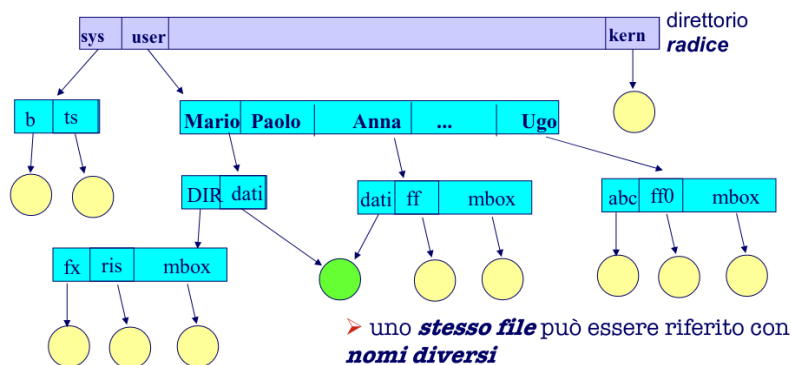 direttorio
radice
sys user kern
b ts
Mario Paolo Anna ... Ugo
DIR dati
dati ff mbox
abc ff0 mbox
fx ris mbox
➢ uno stesso file può essere riferito con
nomi diversi